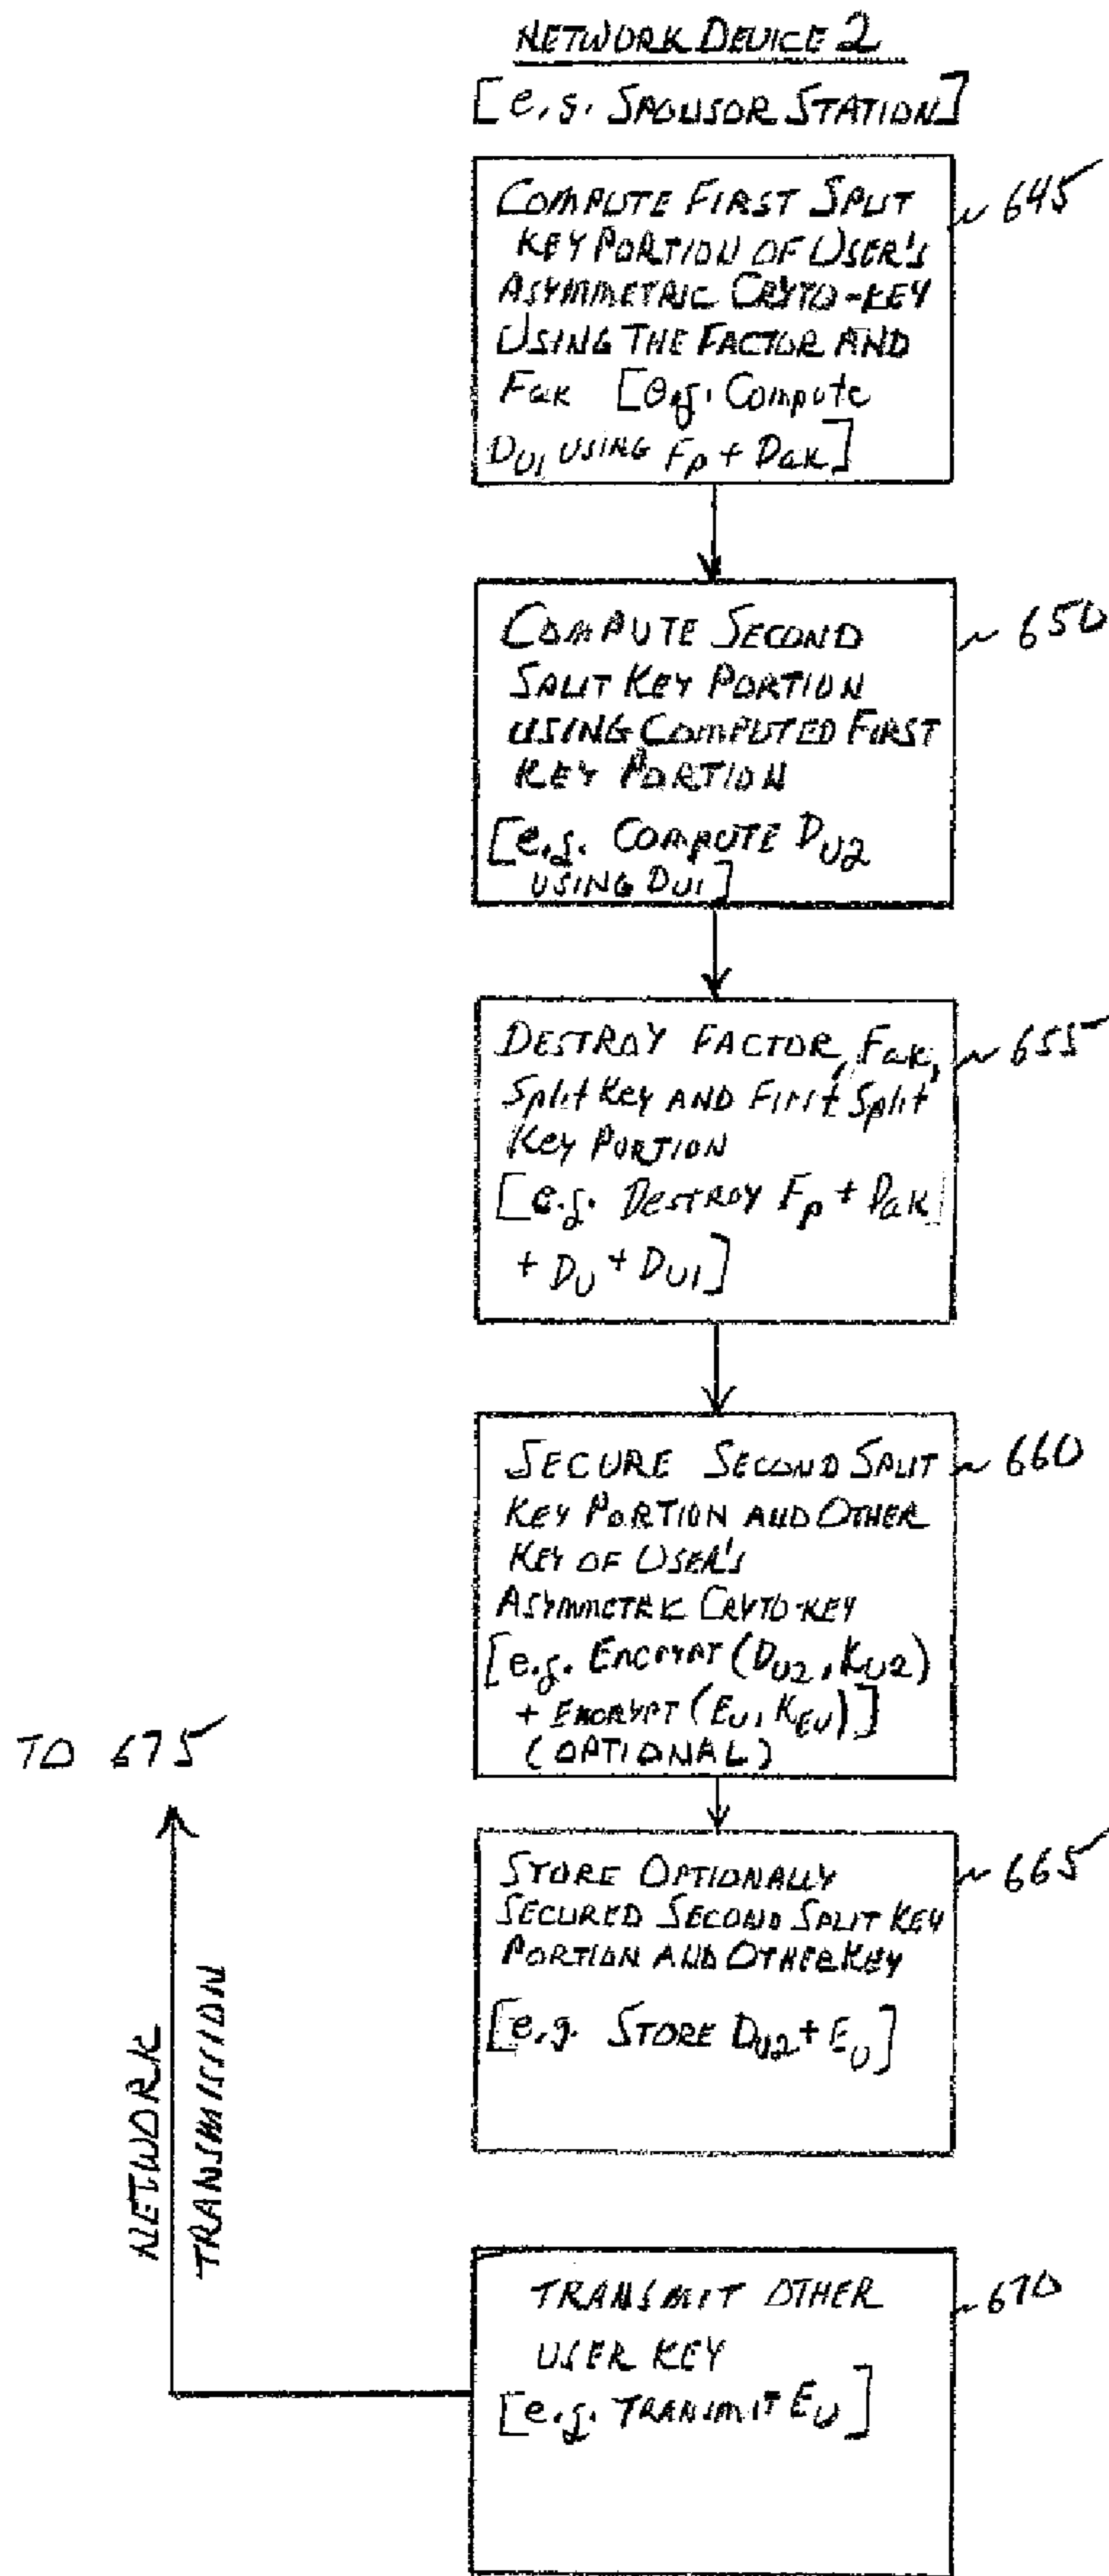 NETWORK DEVICE 2
[e.g. SPONSOR STATION]
COMPUTE FIRST SPLIT
KEY PORTION OF USER'S
ASYMMETRIC CRYTO-KEY
USING THE FACTOR AND
Fak [e.g. Compute
DU1 USING Fp + Dak]
645
COMPUTE SECOND
SPLIT KEY PORTION
USING COMPUTED FIRST
KEY PORTION
[e.g. COMPUTE DU2
USING DU1]
650
DESTROY FACTOR, Fak,
Split Key AND First Split
Key PORTION
[e.g. DESTROY Fp + Dak
+ DU + DU1]
655
SECURE SECOND SPLIT
KEY PORTION AND OTHER
KEY OF USER'S
ASYMMETRIC CRYTO-KEY
[e.g. ENCRYPT (DU2, KU2)
+ ENCRYPT (EU, KEU)]
(OPTIONAL)
660
TO 675
STORE OPTIONALLY
SECURED SECOND SPLIT KEY
PORTION AND OTHER KEY
[e.g. STORE DU2 + EU]
665
NETWORK
TRANSMISSION
TRANSMIT OTHER
USER KEY
[e.g. TRANSMIT EU]
670